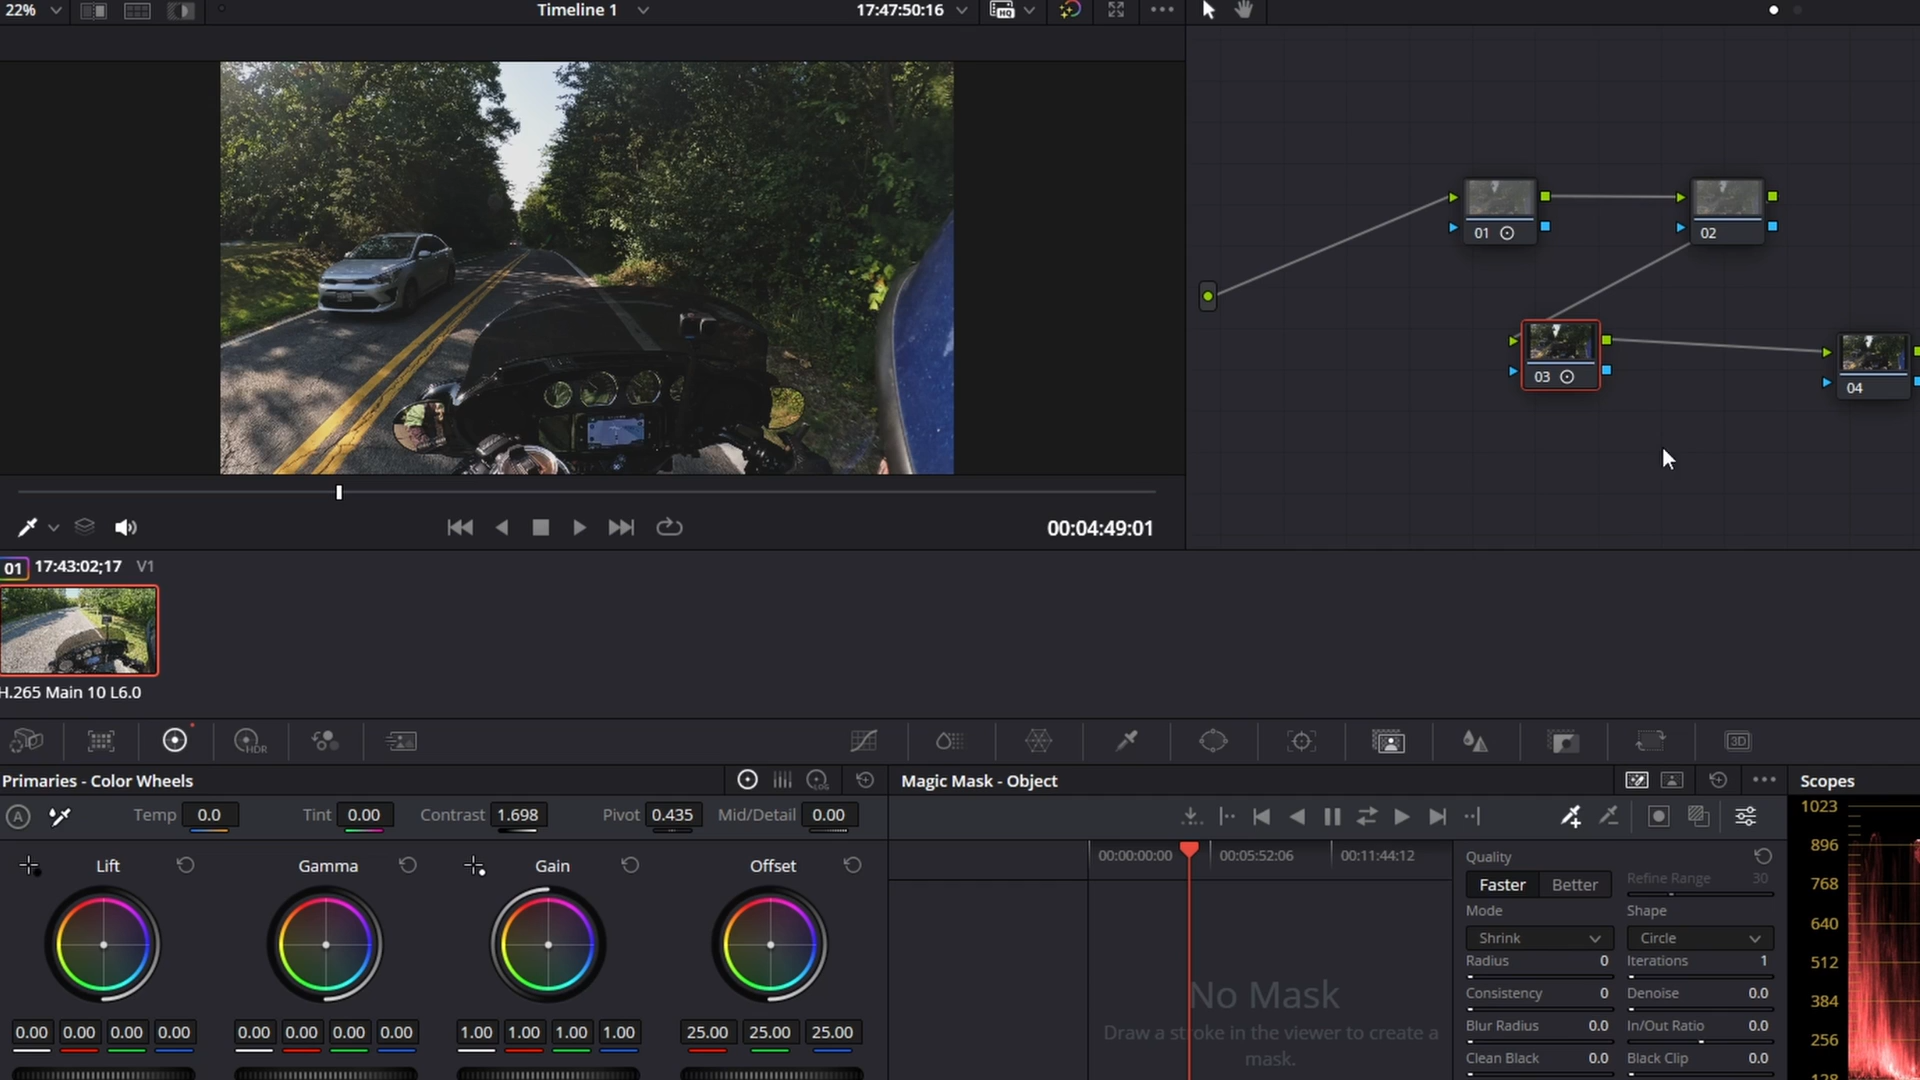 22%
Timeline 1
17:47:50:16
HQ
01
02
03
04
00:04:49:01
01 17:43:02;17 V1
H.265 Main 10 L6.0
HDR
3D
Primaries - Color Wheels
LOG
Magic Mask - Object
Scopes
A
Temp 0.0
Tint 0.00
Contrast 1.698
Pivot 0.435
Mid/Detail 0.00
Lift
Gamma
Gain
Offset
0.00 0.00 0.00 0.00
0.00 0.00 0.00 0.00
1.00 1.00 1.00 1.00
25.00 25.00 25.00
00:00:00:00
00:05:52:06
00:11:44:12
No Mask
Draw a stroke in the viewer to create a
mask.
Quality
Faster Better
Refine Range 30
Mode
Shape
Shrink
Circle
Radius 0
Iterations 1
Consistency 0
Denoise 0.0
Blur Radius 0.0
In/Out Ratio 0.0
Clean Black 0.0
Black Clip 0.0
1023
896
768
640
512
384
256
128